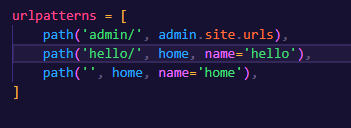 urlpatterns = [
    path('admin/', admin.site.urls),
    path('hello/', home, name='hello'),
    path('', home, name='home'),
]